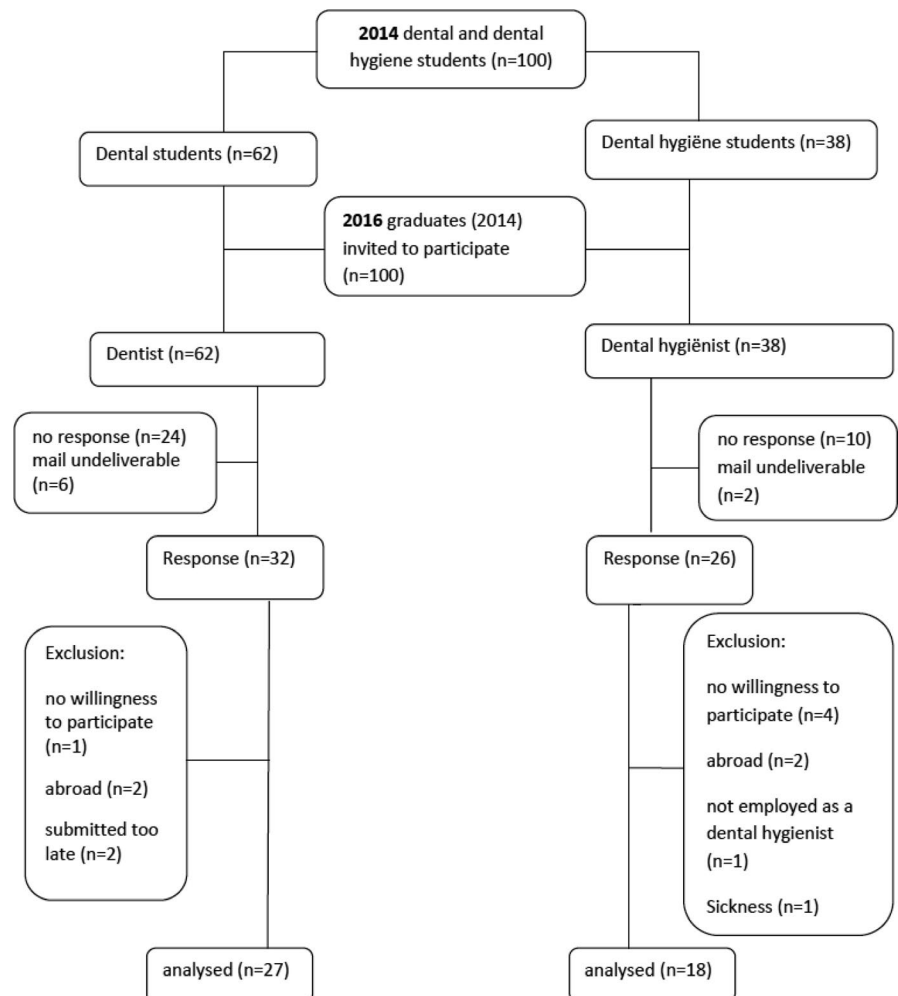 2014 dental and dental
hygiene students (n=100)
Dental students (n=62)
Dental hygiëne students (n=38)
2016 graduates (2014)
invited to participate
(n=100)
Dentist (n=62)
Dental hygiënist (n=38)
no response (n=24)
mail undeliverable
(n=6)
no response (n=10)
mail undeliverable
(n=2)
Response (n=32)
Response (n=26)
Exclusion:
no willingness
to participate
(n=1)
abroad (n=2)
submitted too
late (n=2)
Exclusion:
no willingness to
participate (n=4)
abroad (n=2)
not employed as a
dental hygienist
(n=1)
Sickness (n=1)
analysed (n=27)
analysed (n=18)